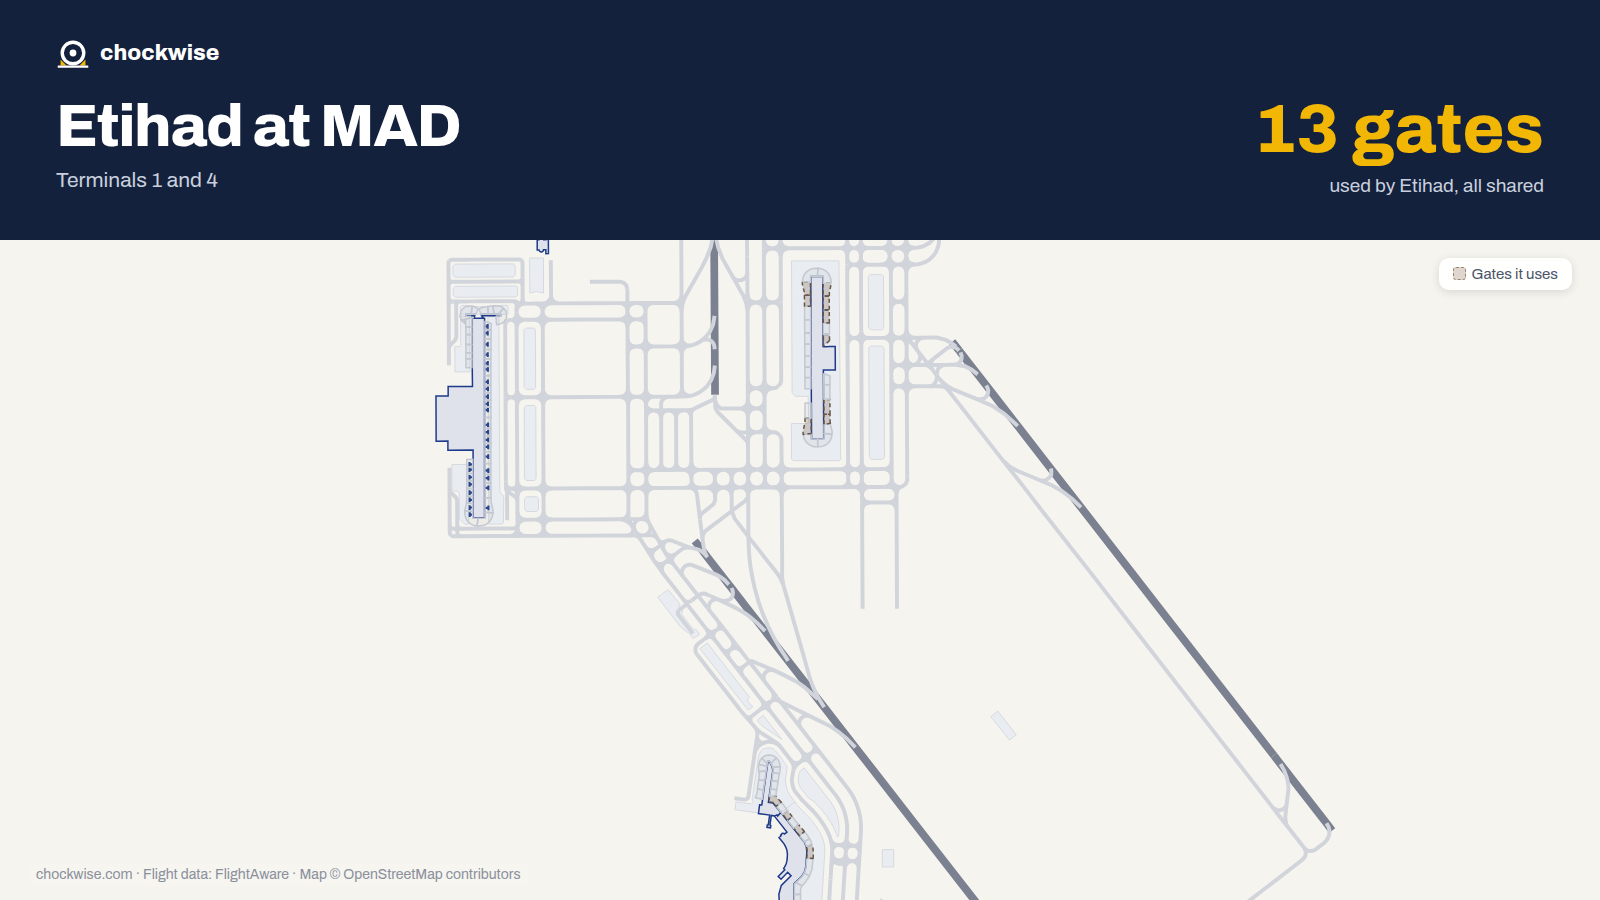 chockwise
Etihad at MAD
Terminals 1 and 4
13 gates
used by Etihad, all shared
Gates it uses
chockwise.com · Flight data: FlightAware · Map © OpenStreetMap contributors